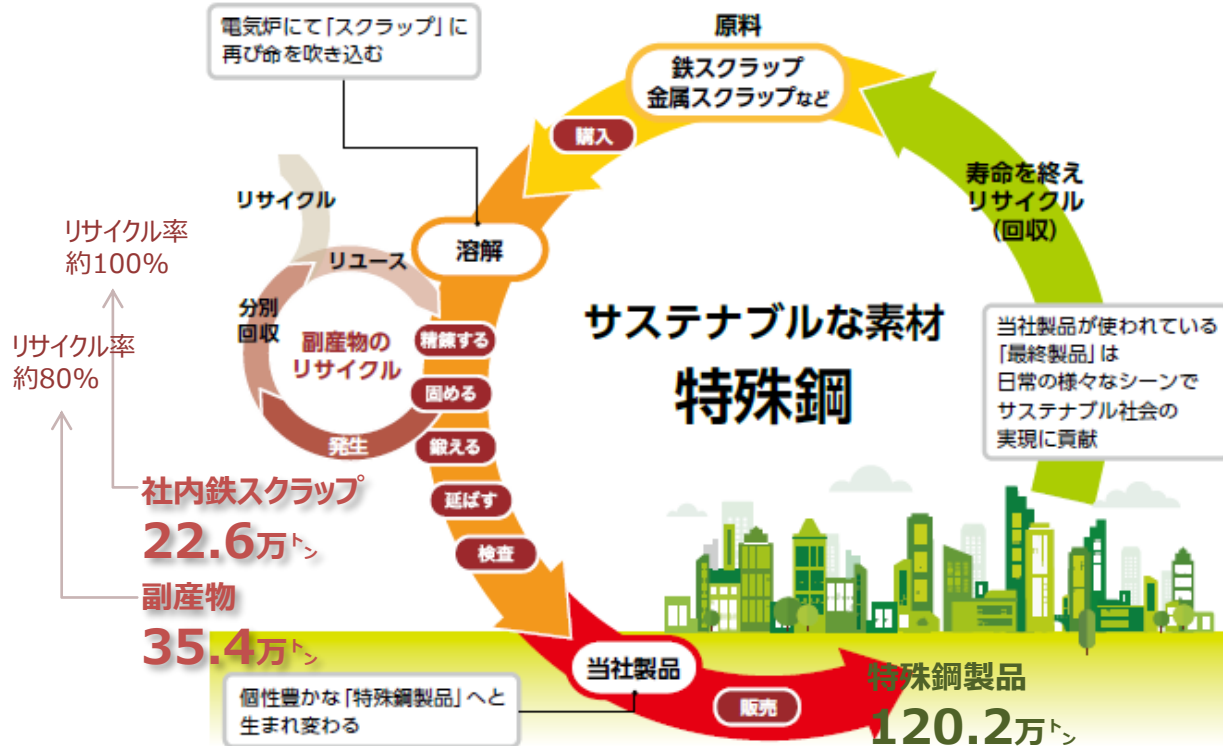 電気炉にて「スクラップ」に
再び命を吹き込む
原料
鉄スクラップ
金属スクラップなど
購入
寿命を終え
リサイクル
(回収)
リサイクル
リサイクル率
約100%
リユース
溶解
分別
回収
副産物の
リサイクル
発生
リサイクル率
約80%
精錬する
固める
鍛える
延ばす
検査
サステナブルな素材
特殊鋼
当社製品が使われている
「最終製品」は
日常の様々なシーンで
サステナブル社会の
実現に貢献
社内鉄スクラップ
22.6万トン
副産物
35.4万トン
個性豊かな「特殊鋼製品」へと
生まれ変わる
当社製品
販売
特殊鋼製品
120.2万トン